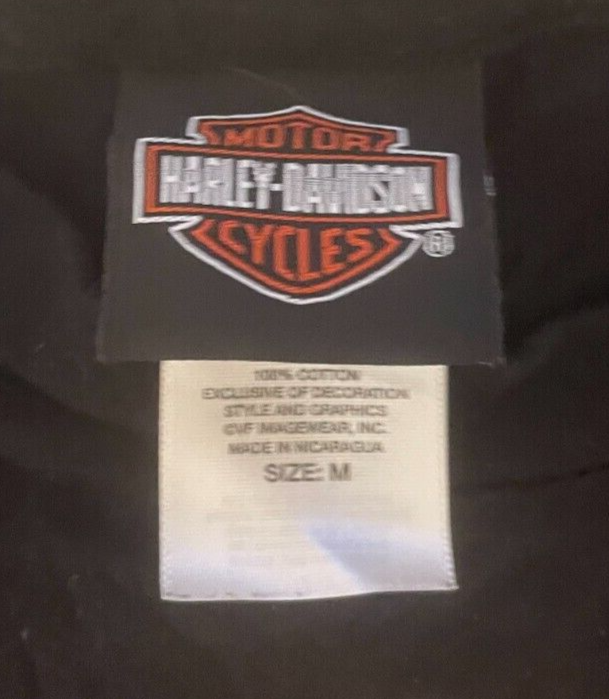 MOTOR
HARLEY-DAVIDSON
CYCLES ®
100% COTTON
EXCLUSIVE OF DECORATION
STYLE AND GRAPHICS
©VF IMAGEWEAR, INC.
MADE IN NICARAGUA
SIZE: M